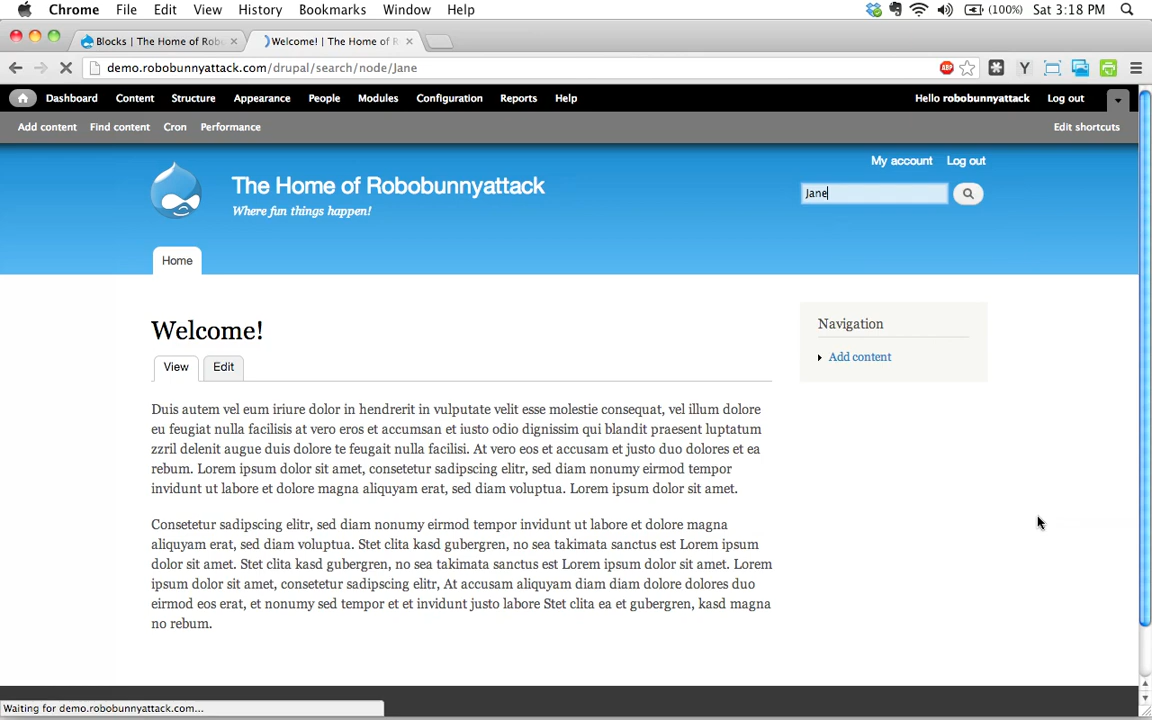 Chrome File Edit View History Bookmarks Window Help (100%) Sat 3:18 PM
Blocks | The Home of Rob Welcome! | The Home of R
demo.robobunnyattack.com/drupal/search/node/Jane ABP Y
Dashboard Content Structure Appearance People Modules Configuration Reports Help Hello robobunnyattack Log out
Add content Find content Cron Performance Edit shortcuts
My account Log out
The Home of Robobunnyattack
Jane
Where fun things happen!
Home
Welcome!
Navigation
Add content
View Edit
Duis autem vel eum iriure dolor in hendrerit in vulputate velit esse molestie consequat, vel illum dolore
eu feugiat nulla facilisis at vero eros et accumsan et iusto odio dignissim qui blandit praesent luptatum
zzril delenit augue duis dolore te feugait nulla facilisi. At vero eos et accusam et justo duo dolores et ea
rebum. Lorem ipsum dolor sit amet, consetetur sadipscing elitr, sed diam nonumy eirmod tempor
invidunt ut labore et dolore magna aliquyam erat, sed diam voluptua. Lorem ipsum dolor sit amet.
Consetetur sadipscing elitr, sed diam nonumy eirmod tempor invidunt ut labore et dolore magna
aliquyam erat, sed diam voluptua. Stet clita kasd gubergren, no sea takimata sanctus est Lorem ipsum
dolor sit amet. Stet clita kasd gubergren, no sea takimata sanctus est Lorem ipsum dolor sit amet. Lorem
ipsum dolor sit amet, consetetur sadipscing elitr, At accusam aliquyam diam diam dolore dolores duo
eirmod eos erat, et nonumy sed tempor et et invidunt justo labore Stet clita ea et gubergren, kasd magna
no rebum.
Waiting for demo.robobunnyattack.com...